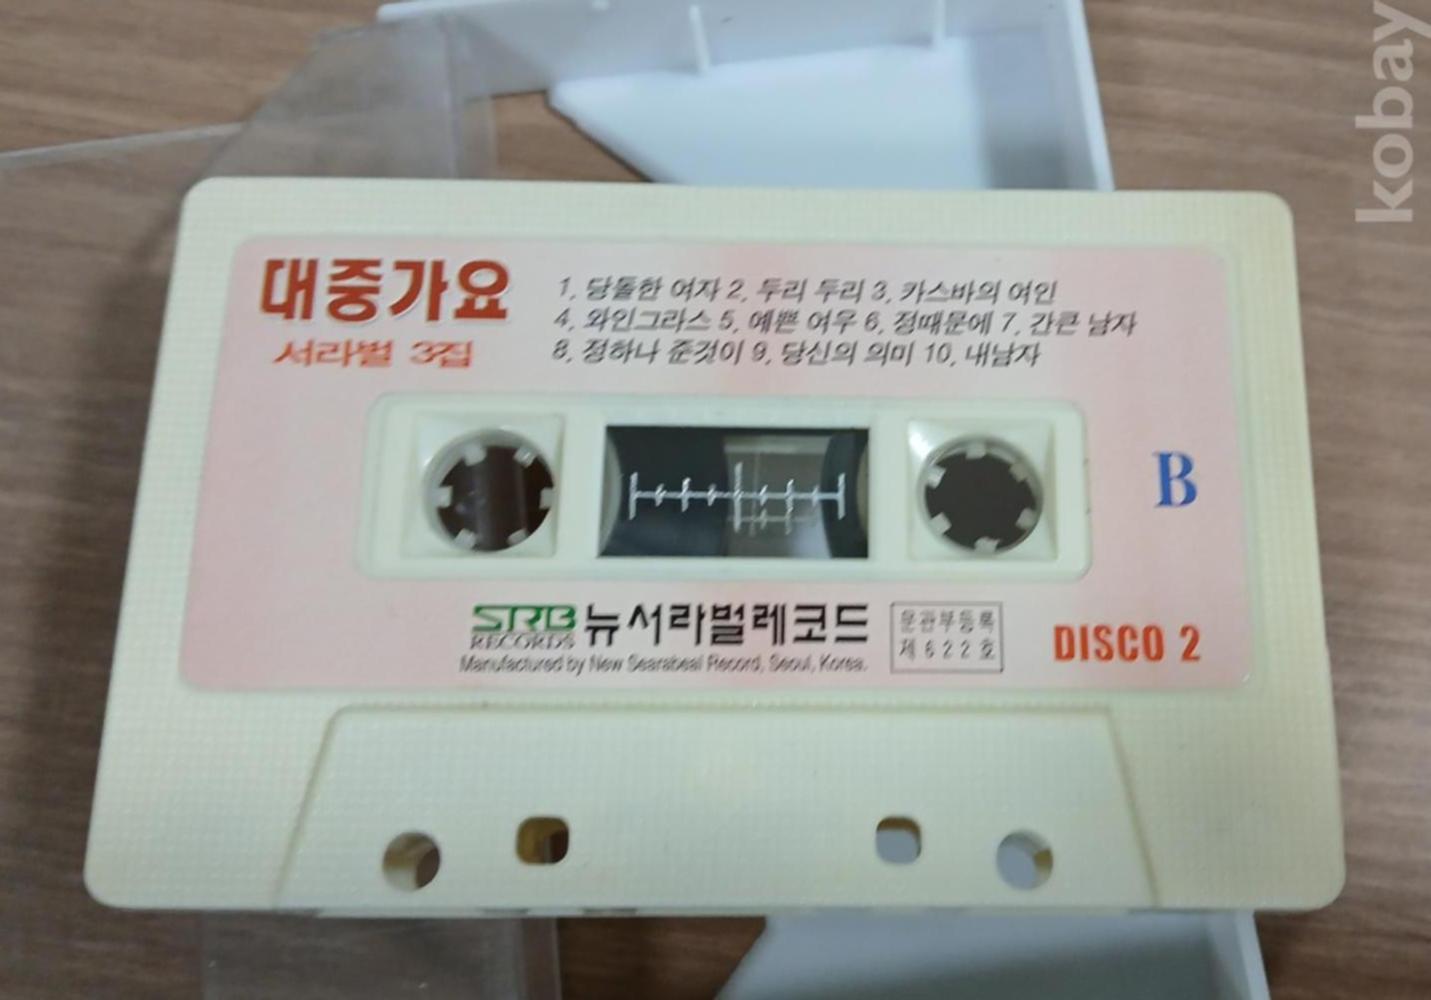 kobay
대중가요
서라벌 3집
1, 당돌한 여자 2, 두리 두리 3, 카스바의 여인
4, 와인그라스 5, 예쁜 여우 6, 정때문에 7, 간큰 남자
8, 정하나 준것이 9, 당신의 의미 10, 내남자
B
STRB
RECORDS
뉴서라벌레코드
Manufactured by New Searabeal Record, Seoul, Korea.
문관부등록
제622호
DISCO 2